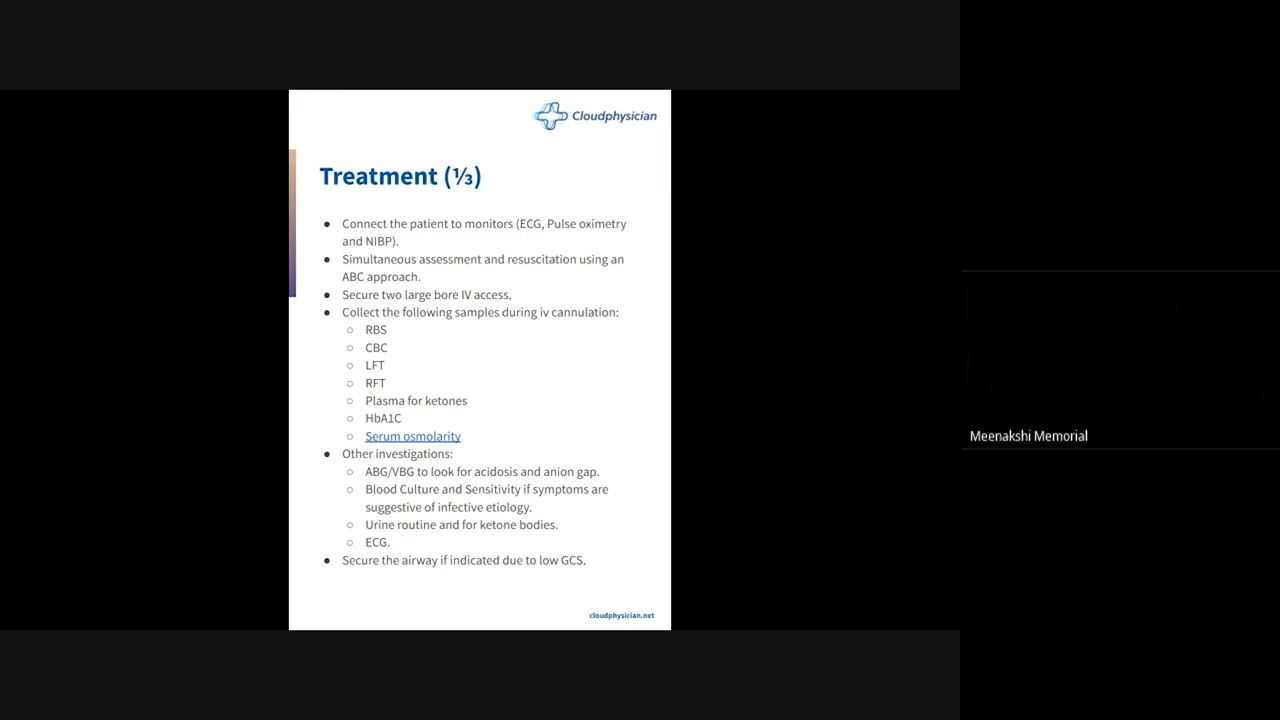 Cloudphysician
Treatment (⅓)
● Connect the patient to monitors (ECG, Pulse oximetry
and NIBP).
● Simultaneous assessment and resuscitation using an
ABC approach.
● Secure two large bore IV access.
● Collect the following samples during iv cannulation:
○ RBS
○ CBC
○ LFT
○ RFT
○ Plasma for ketones
○ HbA1C
○ Serum osmolarity
● Other investigations:
○ ABG/VBG to look for acidosis and anion gap.
○ Blood Culture and Sensitivity if symptoms are
suggestive of infective etiology.
○ Urine routine and for ketone bodies.
○ ECG.
● Secure the airway if indicated due to low GCS.
cloudphysician.net
Meenakshi Memorial